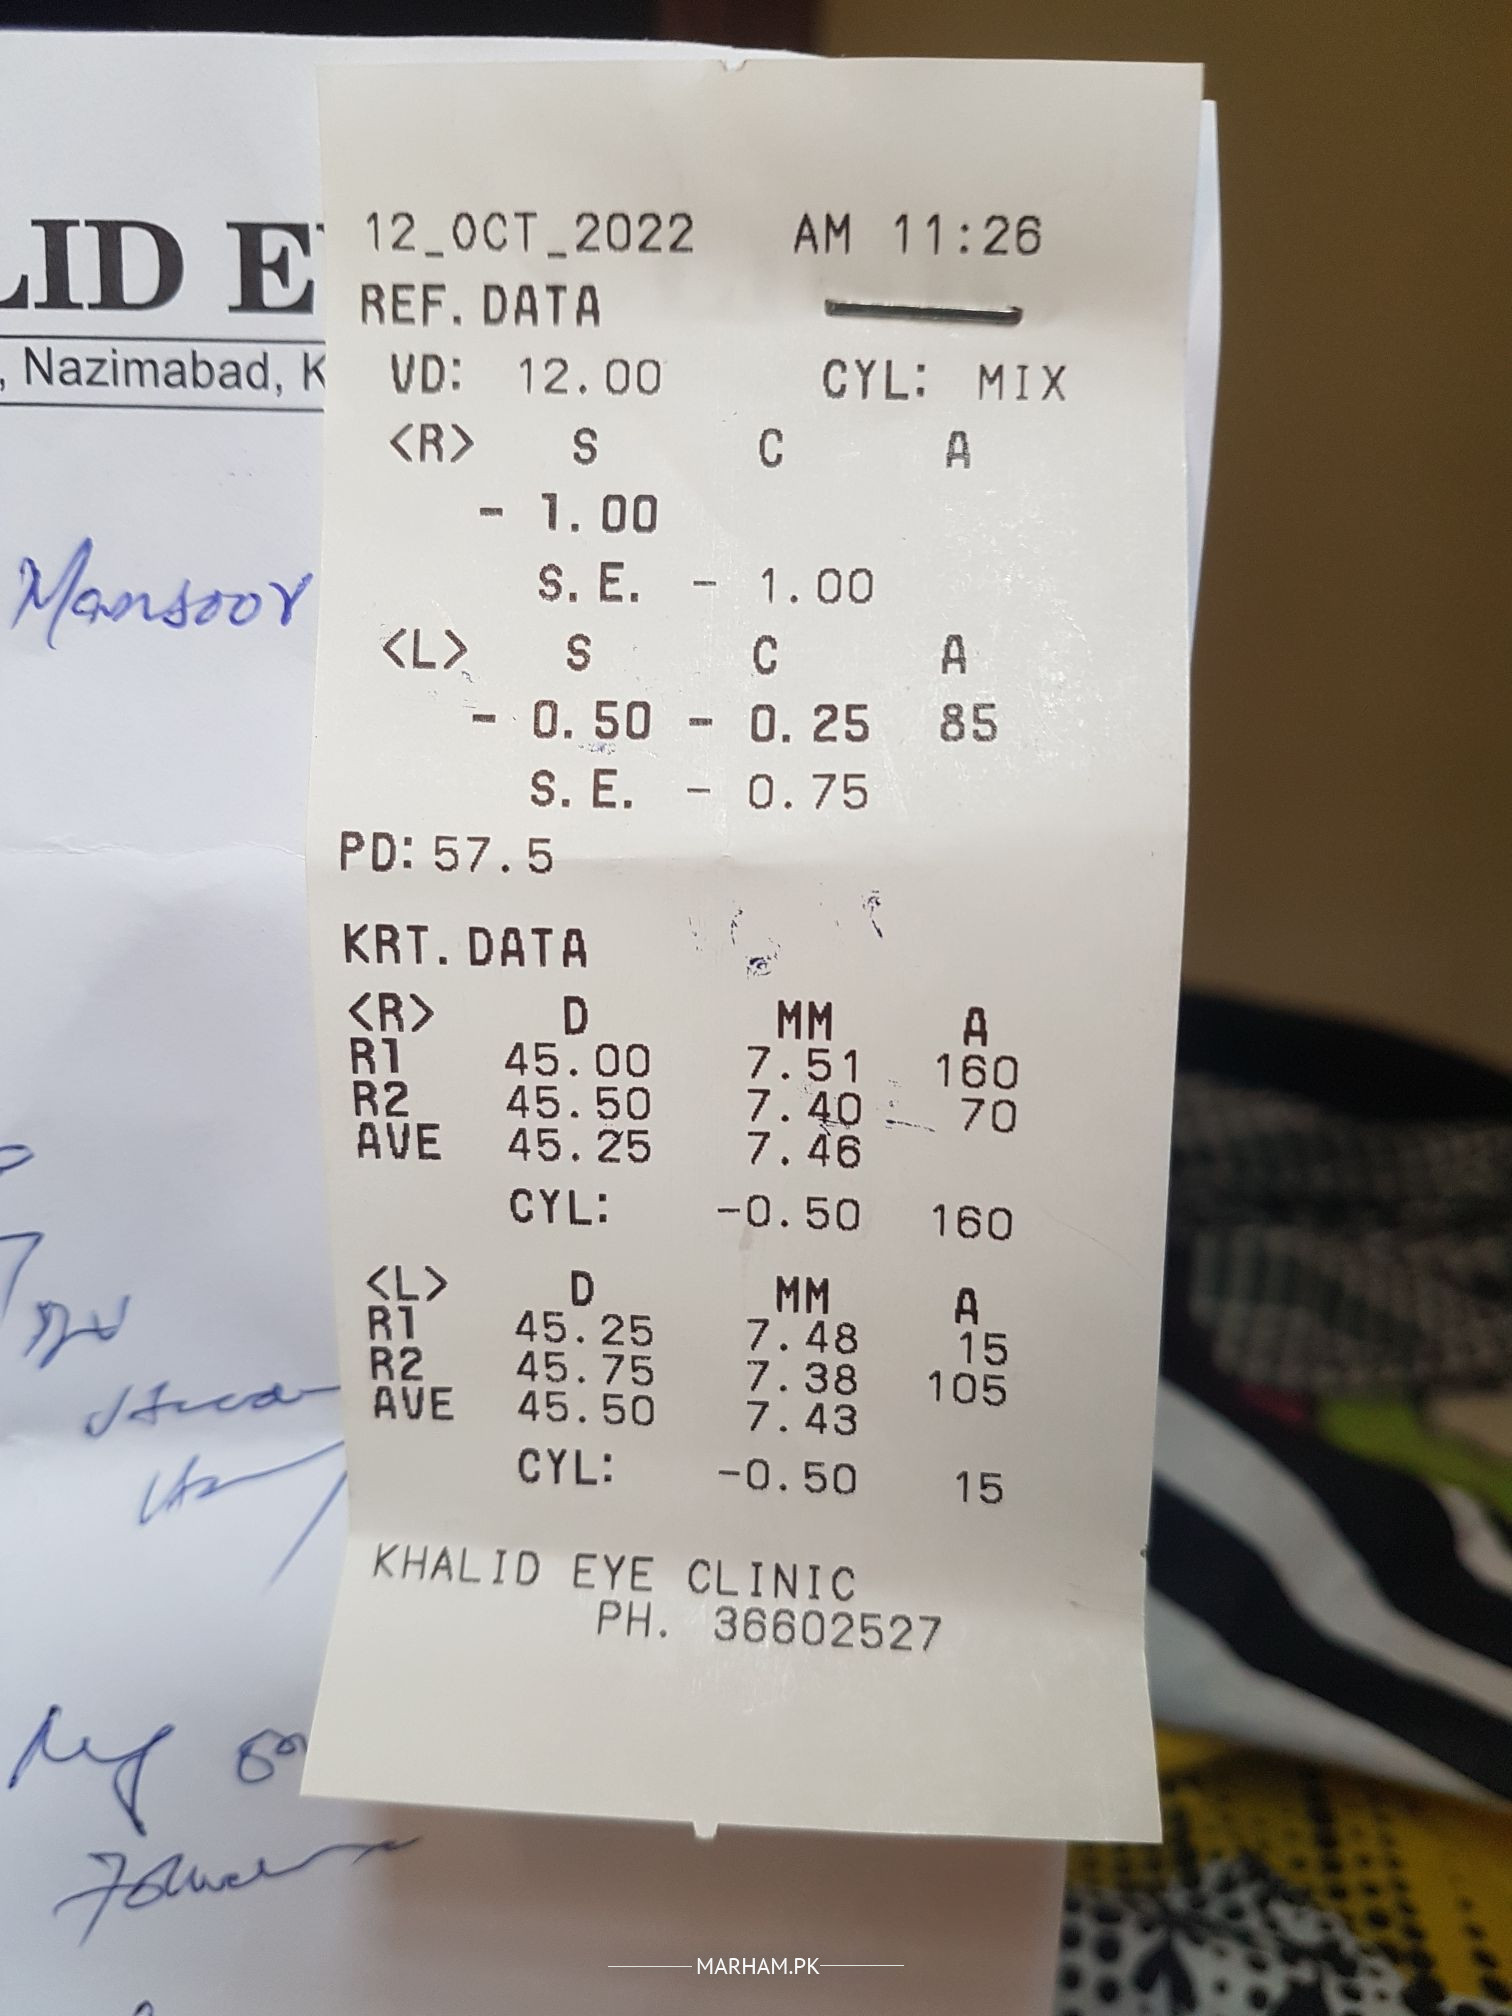 LID E
, Nazimabad, K
Mansoor
12_OCT_2022 AM 11:26
REF. DATA
VD: 12.00 CYL: MIX
<R> S C A
- 1.00
S.E. - 1.00
<L> S C A
- 0.50 - 0.25 85
S.E. - 0.75
PD: 57.5
KRT. DATA
<R> D MM A
R1 45.00 7.51 160
R2 45.50 7.40 70
AVE 45.25 7.46
CYL: -0.50 160
<L> D MM A
R1 45.25 7.48 15
R2 45.75 7.38 105
AVE 45.50 7.43
CYL: -0.50 15
KHALID EYE CLINIC
PH. 36602527
MARHAM.PK